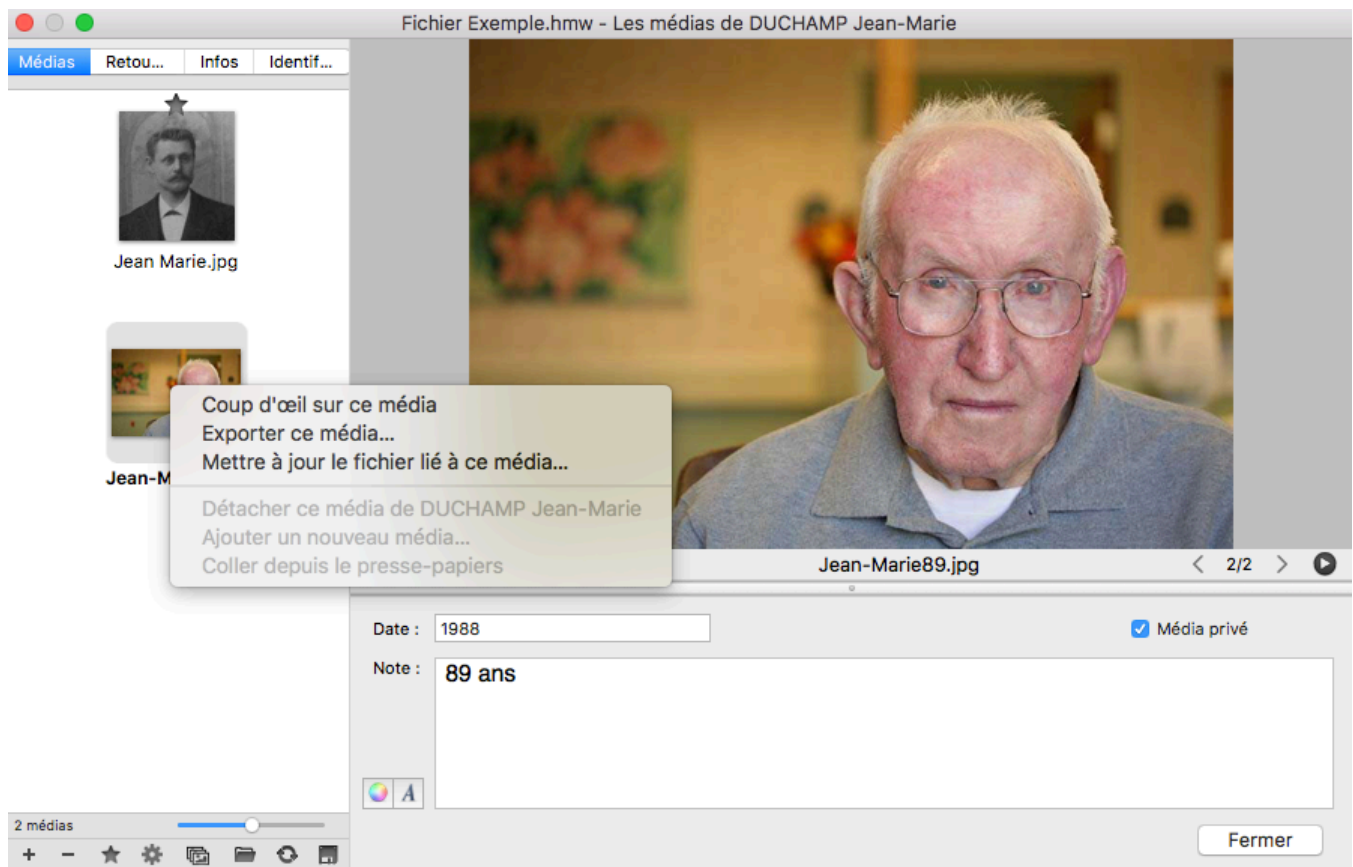 Fichier Exemple.hmw - Les médias de DUCHAMP Jean-Marie
Médias
Retou...
Infos
Identif...
Jean Marie.jpg
Jean-M
Coup d'œil sur ce média
Exporter ce média...
Mettre à jour le fichier lié à ce média...
Détacher ce média de DUCHAMP Jean-Marie
Ajouter un nouveau média...
Coller depuis le presse-papiers
Jean-Marie89.jpg
2/2
Date :
1988
Média privé
Note :
89 ans
A
2 médias
Fermer